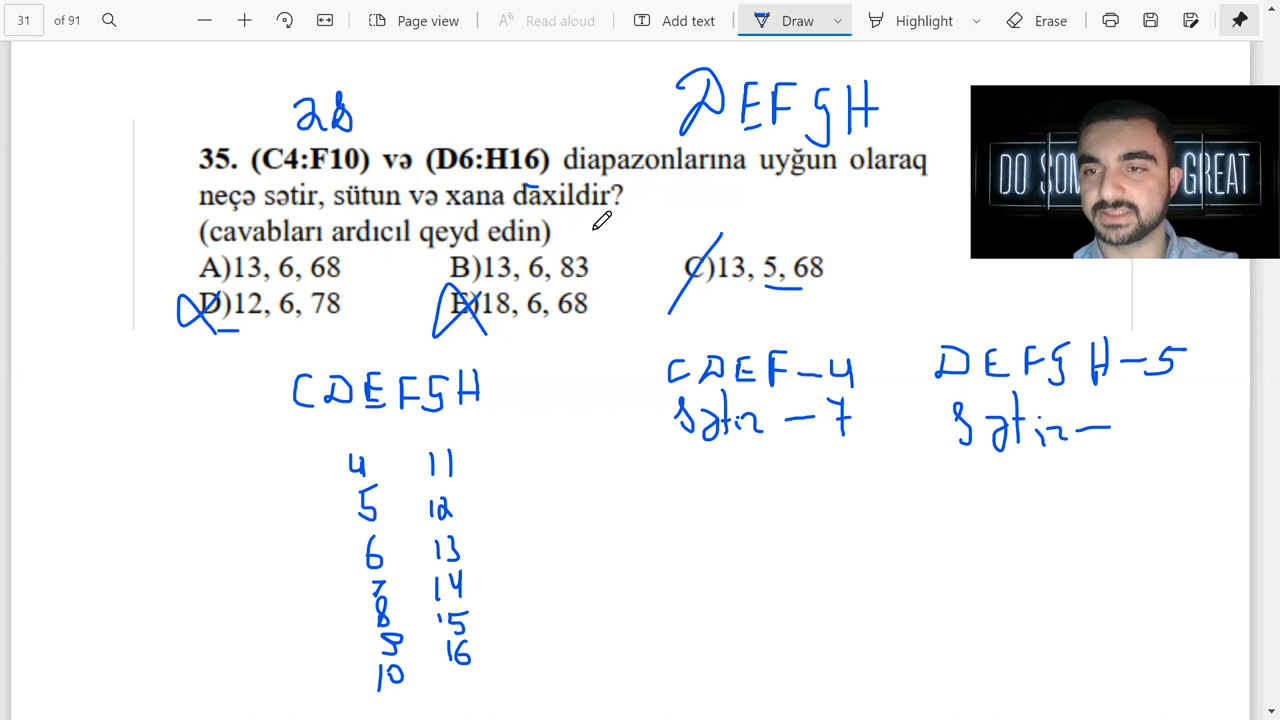 31 of 91 Page view Read aloud Add text Draw Highlight Erase
28
DEFGH
35. (C4:F10) və (D6:H16) diapazonlarına uyğun olaraq
neçə sətir, sütun və xana daxildir?
(cavabları ardıcıl qeyd edin)
A)13, 6, 68 B)13, 6, 83 C)13, 5, 68
D)12, 6, 78 E)18, 6, 68
DO SOM GREAT
CDEFGH
CDEF-4 DEFGH-5
Sətir - 7 Sətir-
4 11
5 12
6 13
7 14
8 15
9 16
10